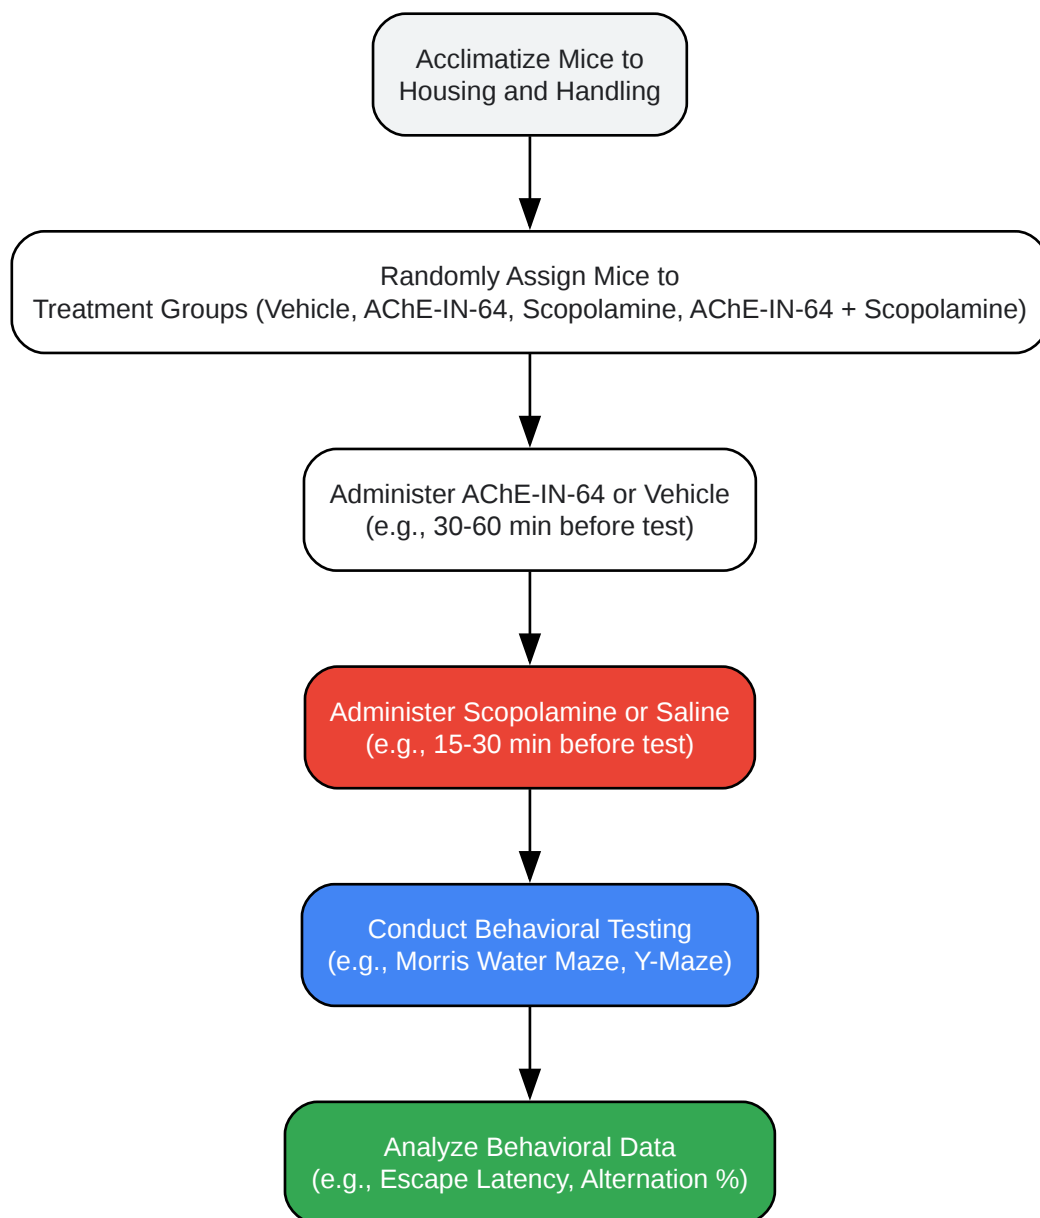 Acclimatize Mice to
Housing and Handling
Randomly Assign Mice to
Treatment Groups (Vehicle, AChE-IN-64, Scopolamine, AChE-IN-64 + Scopolamine)
Administer AChE-IN-64 or Vehicle
(e.g., 30-60 min before test)
Administer Scopolamine or Saline
(e.g., 15-30 min before test)
Conduct Behavioral Testing
(e.g., Morris Water Maze, Y-Maze)
Analyze Behavioral Data
(e.g., Escape Latency, Alternation %)